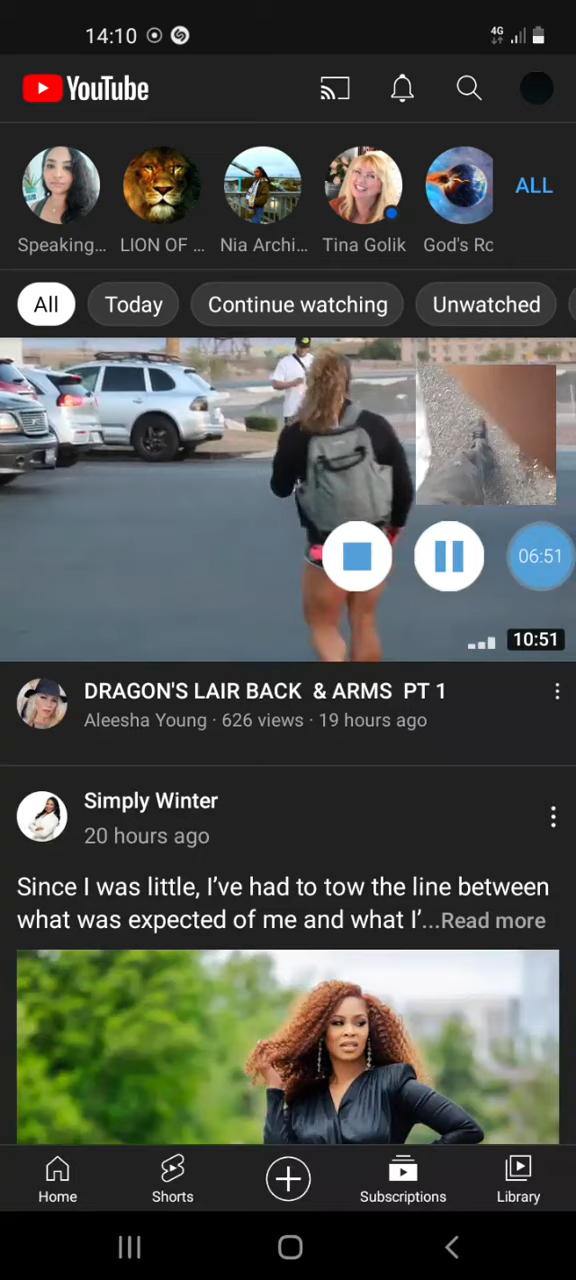 14:10
4G
YouTube
Speaking... LION OF ... Nia Archi... Tina Golik God's Rc ALL
All Today Continue watching Unwatched
06:51
10:51
DRAGON'S LAIR BACK & ARMS PT 1
Aleesha Young · 626 views · 19 hours ago
Simply Winter
20 hours ago
Since I was little, I've had to tow the line between
what was expected of me and what I'...Read more
Home Shorts Subscriptions Library